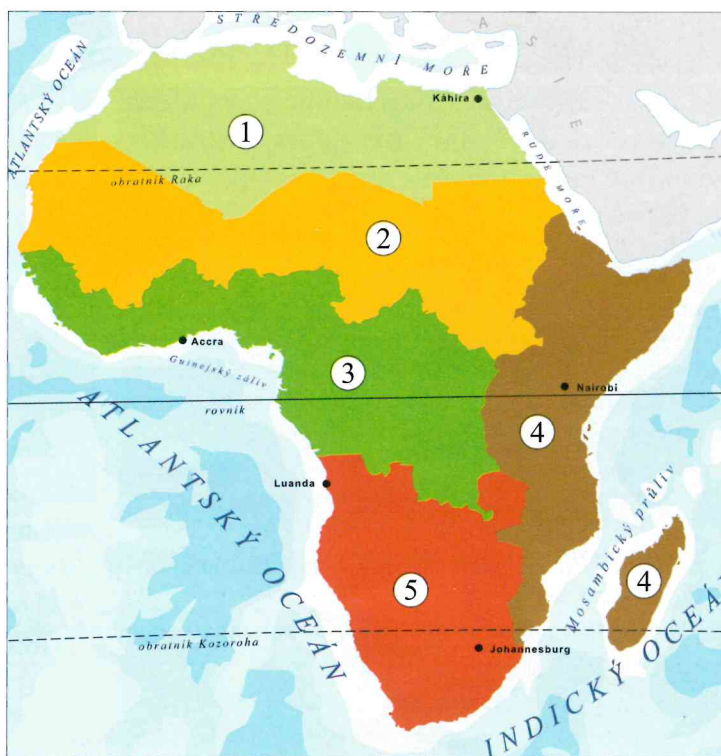 STŘEDOZEMNÍ MOŘE
ASIE
ATLANTSKÝ OCEÁN
Káhira
1
RUDÉ MOŘE
obratník Raka
2
Accra
Guinejský záliv
3
Nairobi
rovník
4
ATLANTSKÝ OCEÁN
Luanda
Mosambický průliv
5
4
obratník Kozoroha
Johannesburg
INDICKÝ OCEÁN